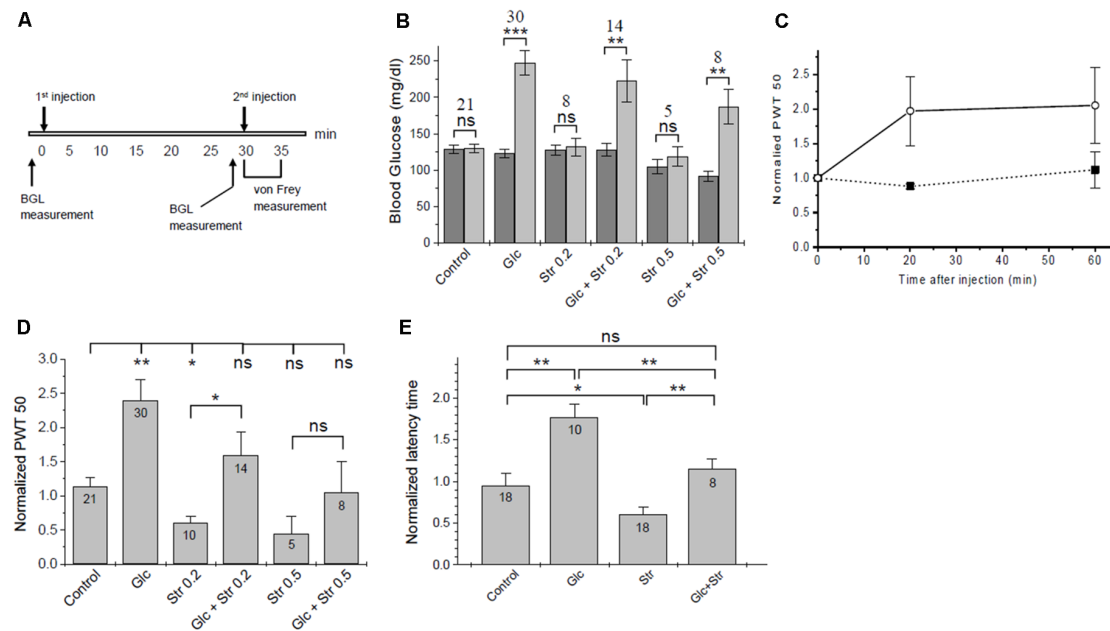 A
1st injection
2nd injection
min
0 5 10 15 20 25 30 35
BGL
measurement
BGL
measurement
von Frey
measurement
B
Blood Glucose (mg/dl)
250
200
150
100
50
0
21
ns
30
***
8
ns
14
**
5
ns
8
**
Control
Glc
Str 0.2
Glc + Str 0.2
Str 0.5
Glc + Str 0.5
C
Normalied PWT 50
2.5
2.0
1.5
1.0
0.5
0.0
0 20 40 60
Time after injection (min)
D
Normalized PWT 50
3.0
2.5
2.0
1.5
1.0
0.5
0.0
** * ns ns ns
*
ns
21
30
10
14
5
8
Control
Glc
Str 0.2
Glc + Str 0.2
Str 0.5
Glc + Str 0.5
E
Normalized latency time
2.0
1.5
1.0
0.5
0.0
ns
** **
* **
18
10
18
8
Control
Glc
Str
Glc+Str